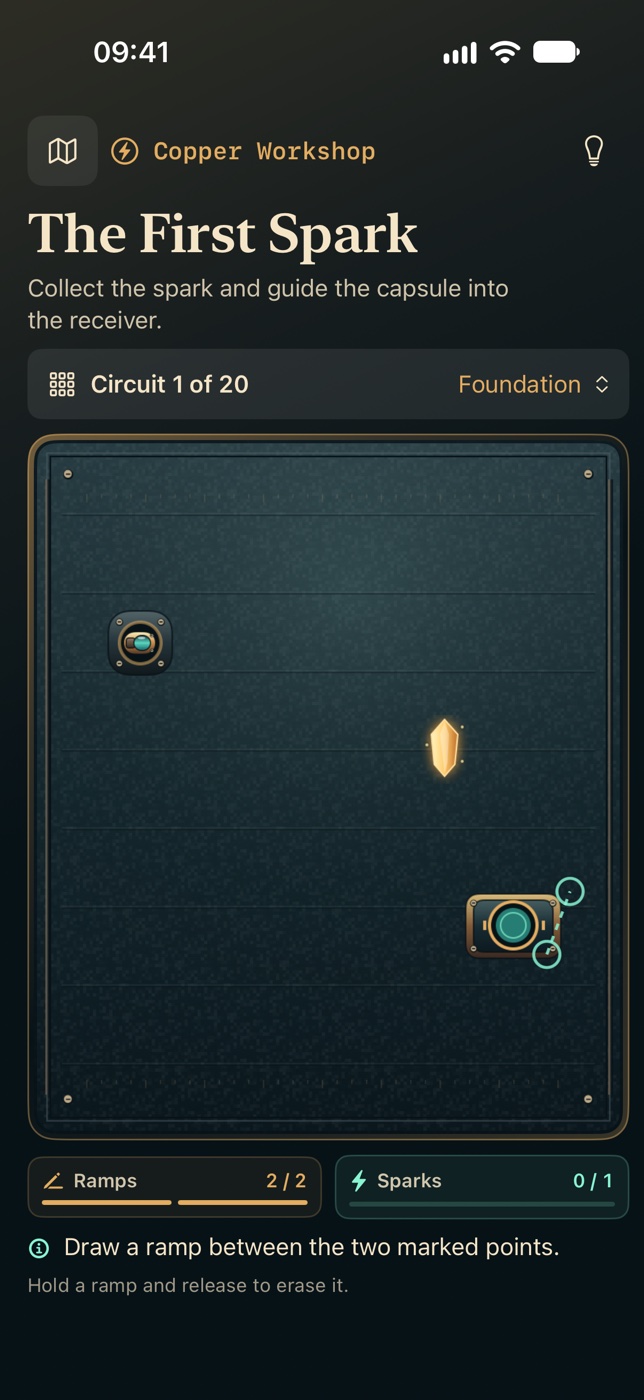 09:41
Copper Workshop
The First Spark
Collect the spark and guide the capsule into
the receiver.
Circuit 1 of 20 Foundation
Ramps 2 / 2 Sparks 0 / 1
Draw a ramp between the two marked points.
Hold a ramp and release to erase it.